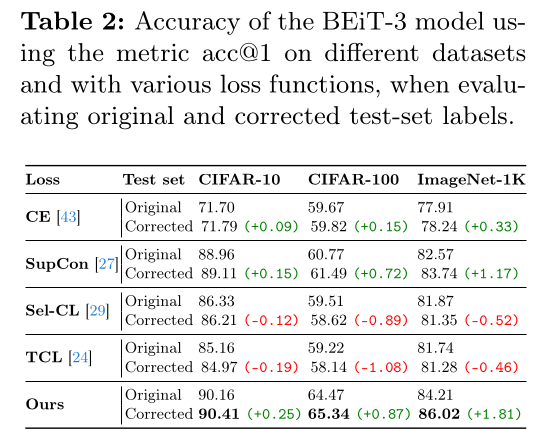 Table 2: Accuracy of the BEiT-3 model us-
ing the metric acc@1 on different datasets
and with various loss functions, when evalu-
ating original and corrected test-set labels.
Loss Test set CIFAR-10 CIFAR-100 ImageNet-1K
CE [43] Original 71.70 59.67 77.91
Corrected 71.79 (+0.09) 59.82 (+0.15) 78.24 (+0.33)
SupCon [27] Original 88.96 60.77 82.57
Corrected 89.11 (+0.15) 61.49 (+0.72) 83.74 (+1.17)
Sel-CL [29] Original 86.33 59.51 81.87
Corrected 86.21 (-0.12) 58.62 (-0.89) 81.35 (-0.52)
TCL [24] Original 85.16 59.22 81.74
Corrected 84.97 (-0.19) 58.14 (-1.08) 81.28 (-0.46)
Ours Original 90.16 64.47 84.21
Corrected 90.41 (+0.25) 65.34 (+0.87) 86.02 (+1.81)